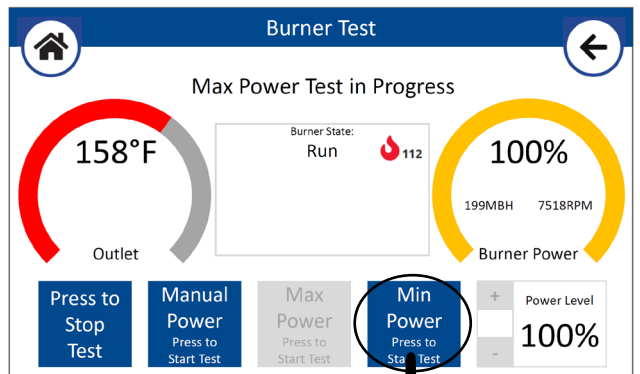 Burner Test
Max Power Test in Progress
158°F
Outlet
Burner State:
Run
112
100%
199MBH 7518RPM
Burner Power
Press to
Stop
Test
Manual
Power
Press to
Start Test
Max
Power
Press to
Start Test
Min
Power
Press to
Start Test
+
-
Power Level
100%